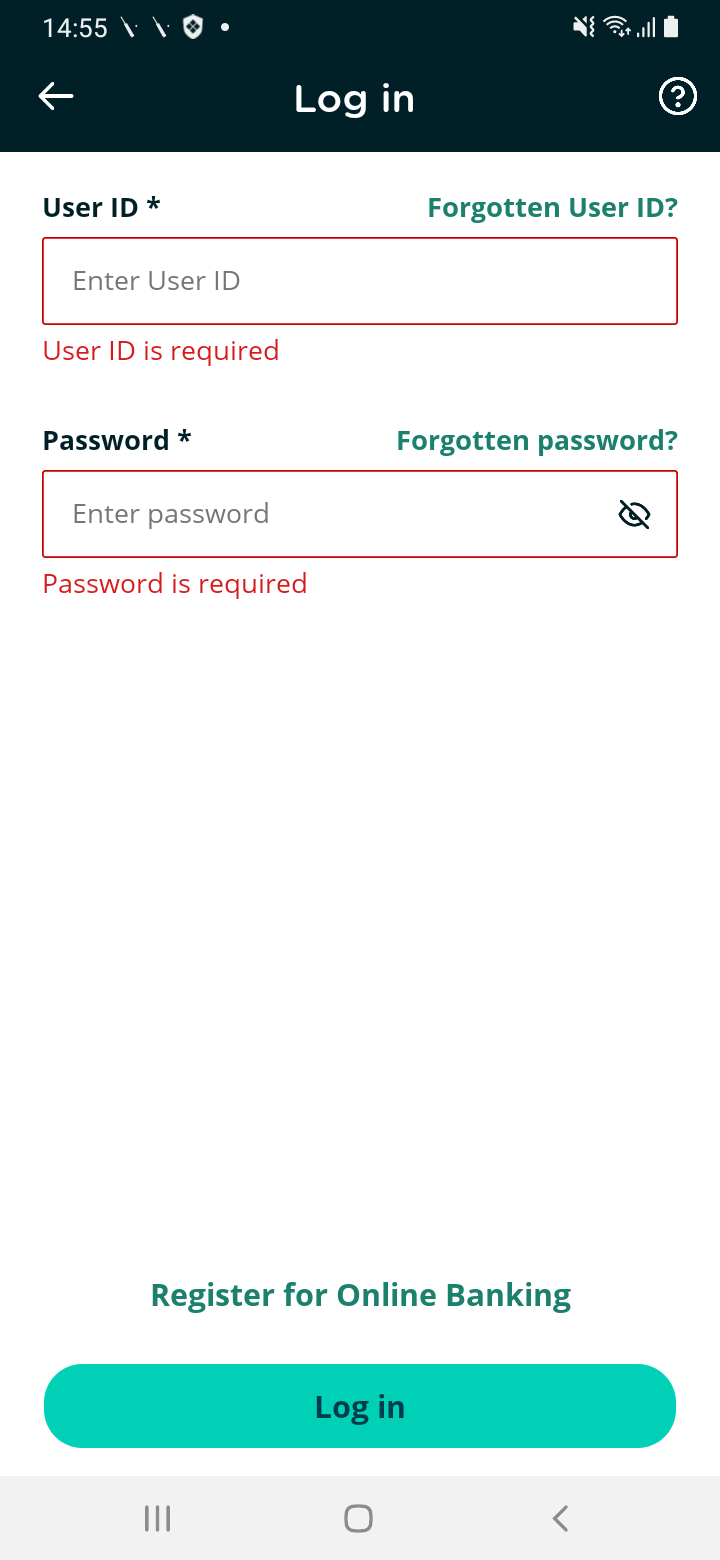 14:55
Log in
User ID * Forgotten User ID?
Enter User ID
User ID is required
Password * Forgotten password?
Enter password
Password is required
Register for Online Banking
Log in